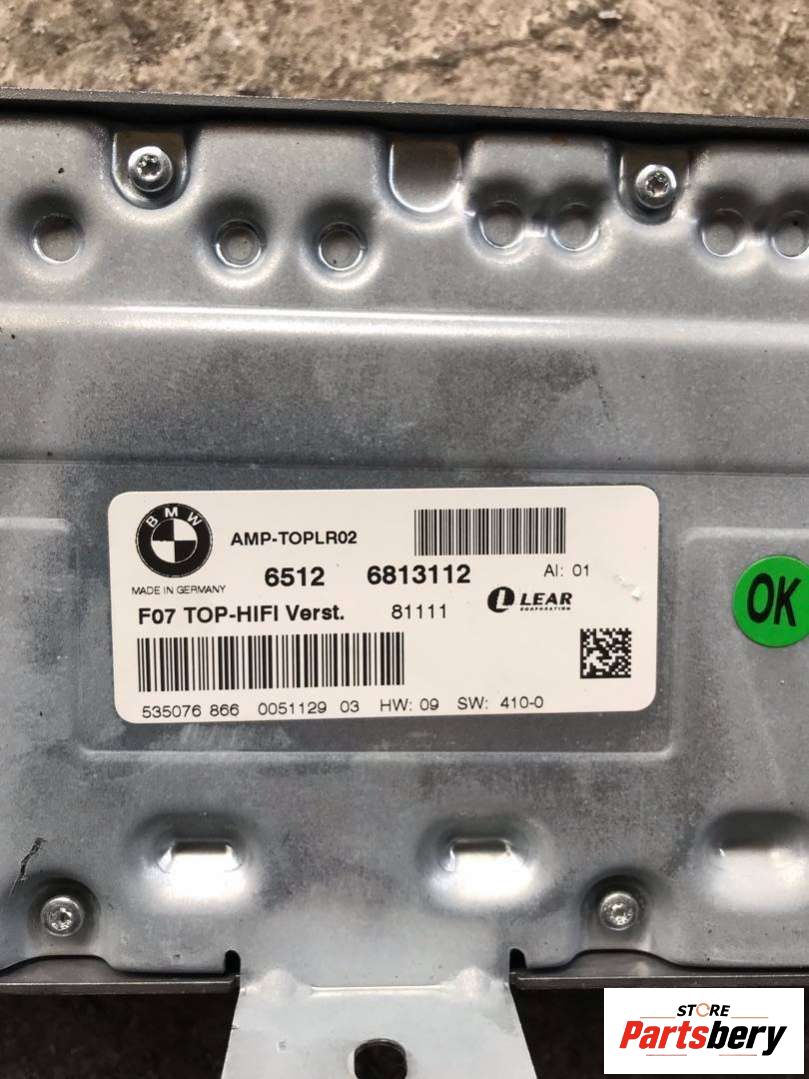 BMW
AMP-TOPLR02
6512 6813112 AI: 01
MADE IN GERMANY
F07 TOP-HIFI Verst. 81111 L LEAR
CORPORATION
OK
535076 866 0051129 03 HW: 09 SW: 410-0
STORE
Partsbery